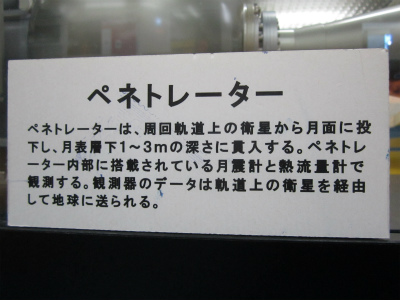 ペネトレーター
ペネトレーターは、周回軌道上の衛星から月面に投
下し、月表層下1～3mの深さに貫入する。ペネトレ
ーター内部に搭載されている月震計と熱流量計で
観測する。観測器のデータは軌道上の衛星を経由
して地球に送られる。